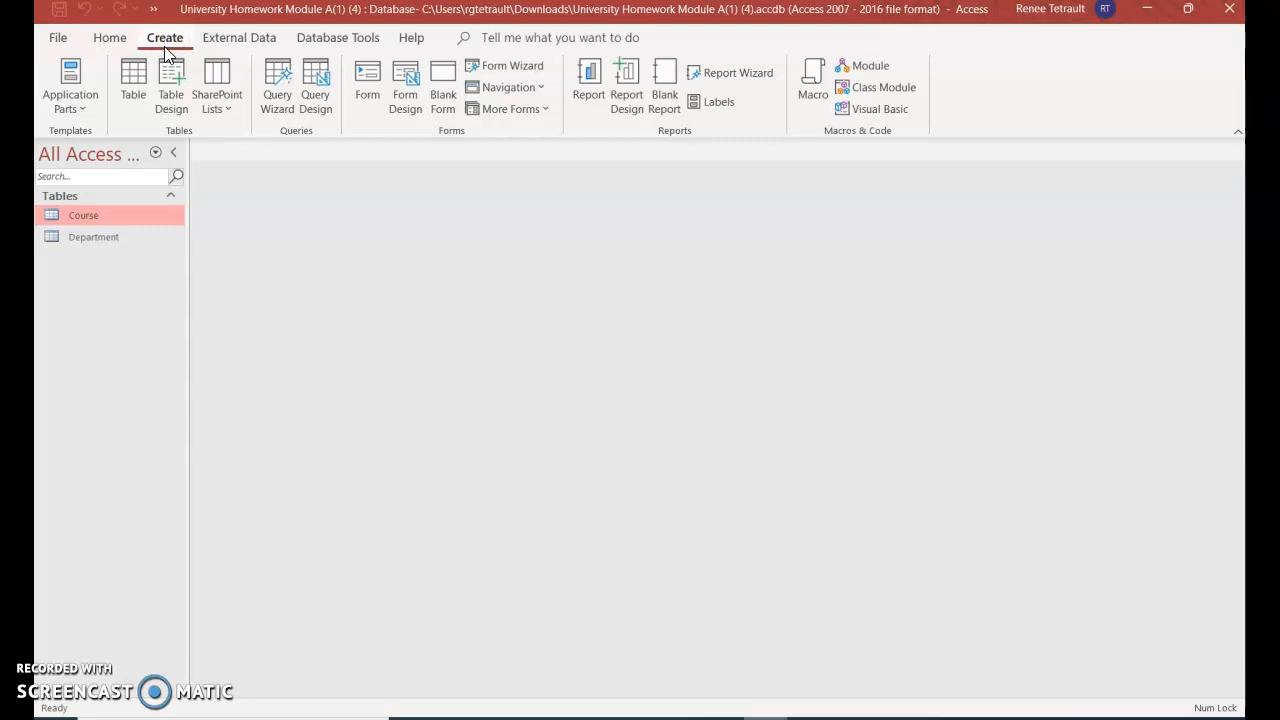 University Homework Module A(1) (4) : Database- C:\Users\rgtetrault\Downloads\University Homework Module A(1) (4).accdb (Access 2007 - 2016 file format) - Access
Renee Tetrault RT
File Home Create External Data Database Tools Help Tell me what you want to do
Application Parts
Templates
Table
Table Design
SharePoint Lists
Tables
Query Wizard
Query Design
Queries
Form
Form Design
Blank Form
Form Wizard
Navigation
More Forms
Forms
Report
Report Design
Blank Report
Report Wizard
Labels
Reports
Macro
Module
Class Module
Visual Basic
Macros & Code
All Access ...
Search...
Tables
Course
Department
RECORDED WITH
SCREENCAST MATIC
Ready
Num Lock